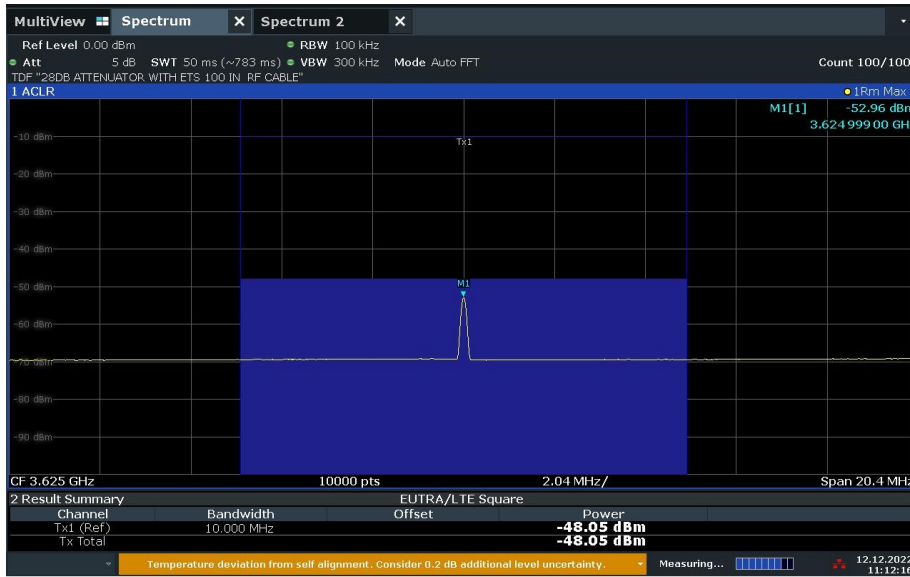 MultiView Spectrum X Spectrum 2 X
Ref Level 0.00 dBm RBW 100 kHz
Att 5 dB SWT 50 ms (~783 ms) VBW 300 kHz Mode Auto FFT Count 100/100
TDF "28DB ATTENUATOR WITH ETS 100 IN RF CABLE"
1 ACLR 1Rm Max
M1[1] -52.96 dBm
3.624 999 00 GH
-10 dBm
Tx1
-20 dBm
-30 dBm
-40 dBm
-50 dBm
M1
-60 dBm
-70 dBm
-80 dBm
-90 dBm
CF 3.625 GHz 10000 pts 2.04 MHz/ Span 20.4 MHz
2 Result Summary EUTRA/LTE Square
Channel Bandwidth Offset Power
Tx1 (Ref) 10.000 MHz -48.05 dBm
Tx Total -48.05 dBm
Temperature deviation from self alignment. Consider 0.2 dB additional level uncertainty. Measuring... 12.12.2022
11:12:16